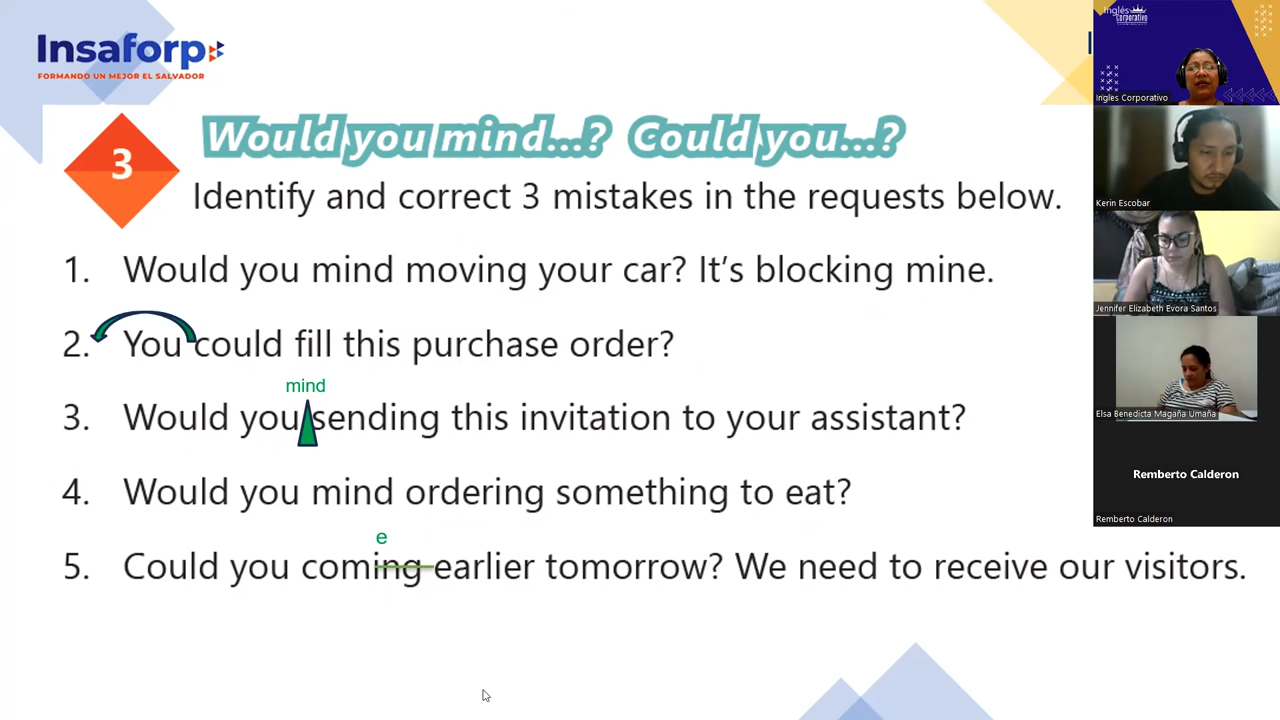 Insaforp
FORMANDO UN MEJOR EL SALVADOR
3
Would you mind...? Could you...?
Identify and correct 3 mistakes in the requests below.
1. Would you mind moving your car? It's blocking mine.
2. You could fill this purchase order?
mind
3. Would you sending this invitation to your assistant?
4. Would you mind ordering something to eat?
e
5. Could you coming earlier tomorrow? We need to receive our visitors.
Inglés
Corporativo
Ingles Corporativo
Kerin Escobar
Jennifer Elizabeth Evora Santos
Elsa Benedicta Magaña Umaña
Remberto Calderon
Remberto Calderon